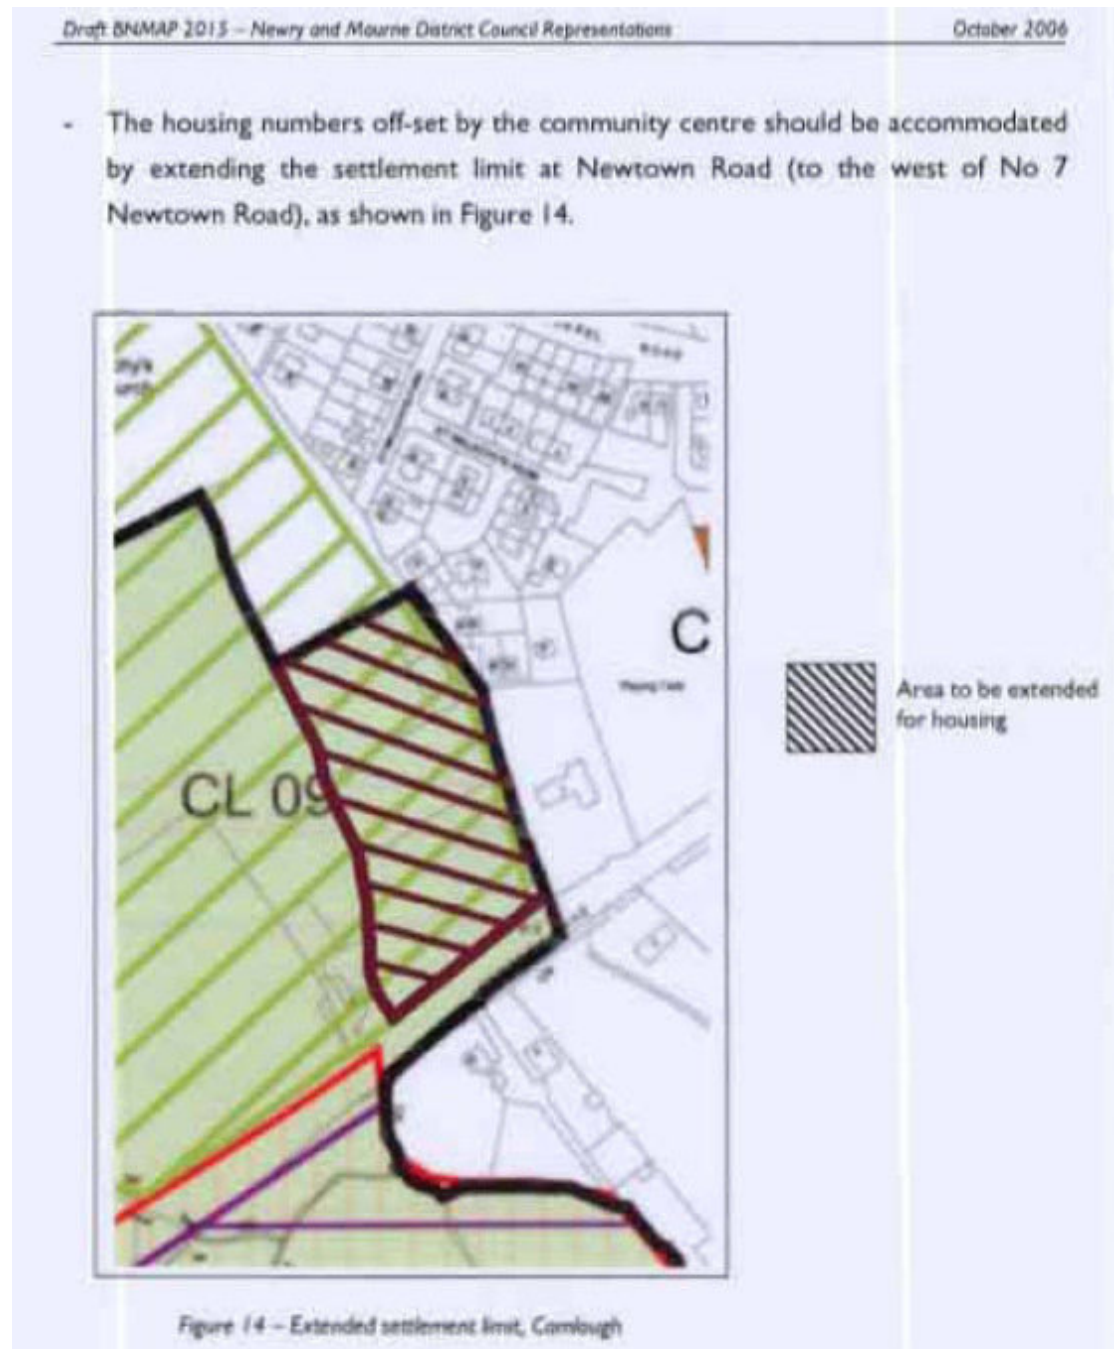 Draft BNMAP 2015 – Newry and Mourne District Council Representations October 2006
- The housing numbers off-set by the community centre should be accommodated
by extending the settlement limit at Newtown Road (to the west of No 7
Newtown Road), as shown in Figure 14.
ROAD
C
Area to be extended
for housing
CL 09
Figure 14 – Extended settlement limit, Camlough